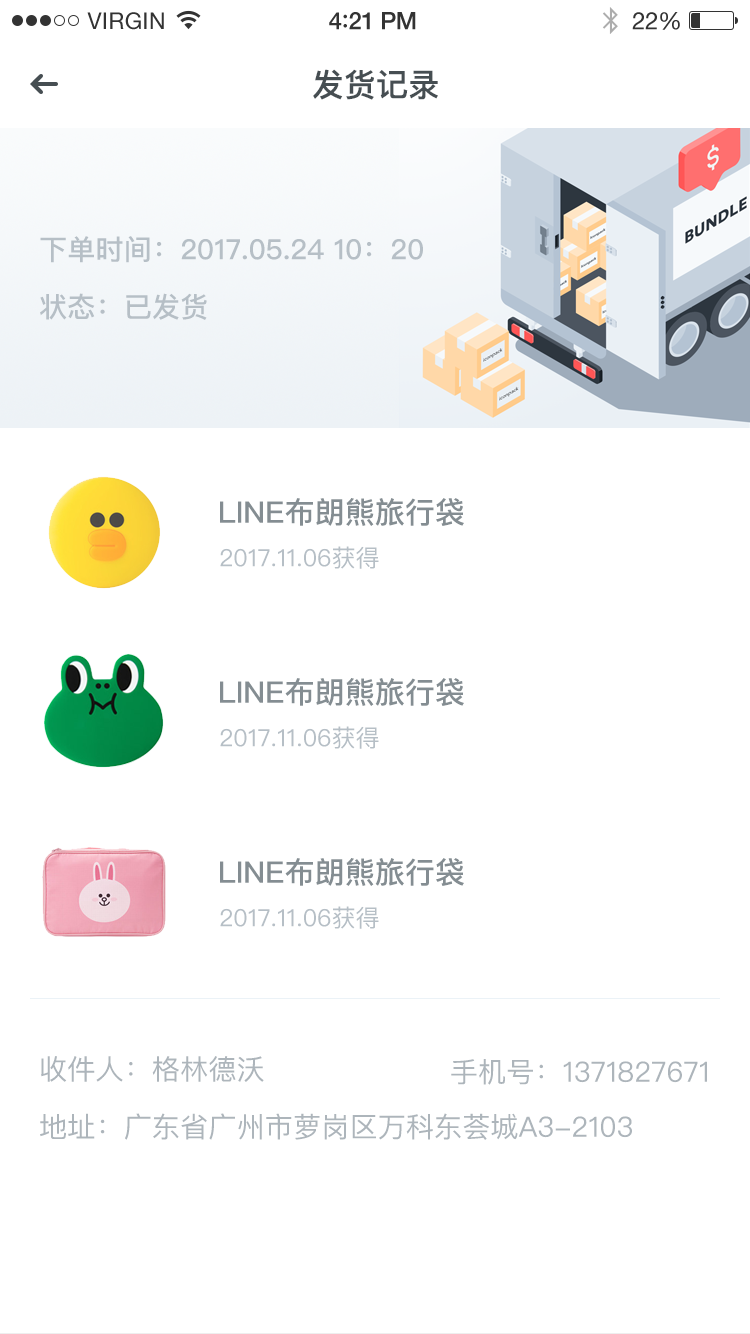 VIRGIN 4:21 PM 22%
发货记录
$
BUNDLE
下单时间：2017.05.24 10：20
状态：已发货
iconpack
iconpack
iconpack
iconpack
LINE布朗熊旅行袋
2017.11.06获得
LINE布朗熊旅行袋
2017.11.06获得
LINE布朗熊旅行袋
2017.11.06获得
收件人：格林德沃 手机号：1371827671
地址：广东省广州市萝岗区万科东荟城A3-2103